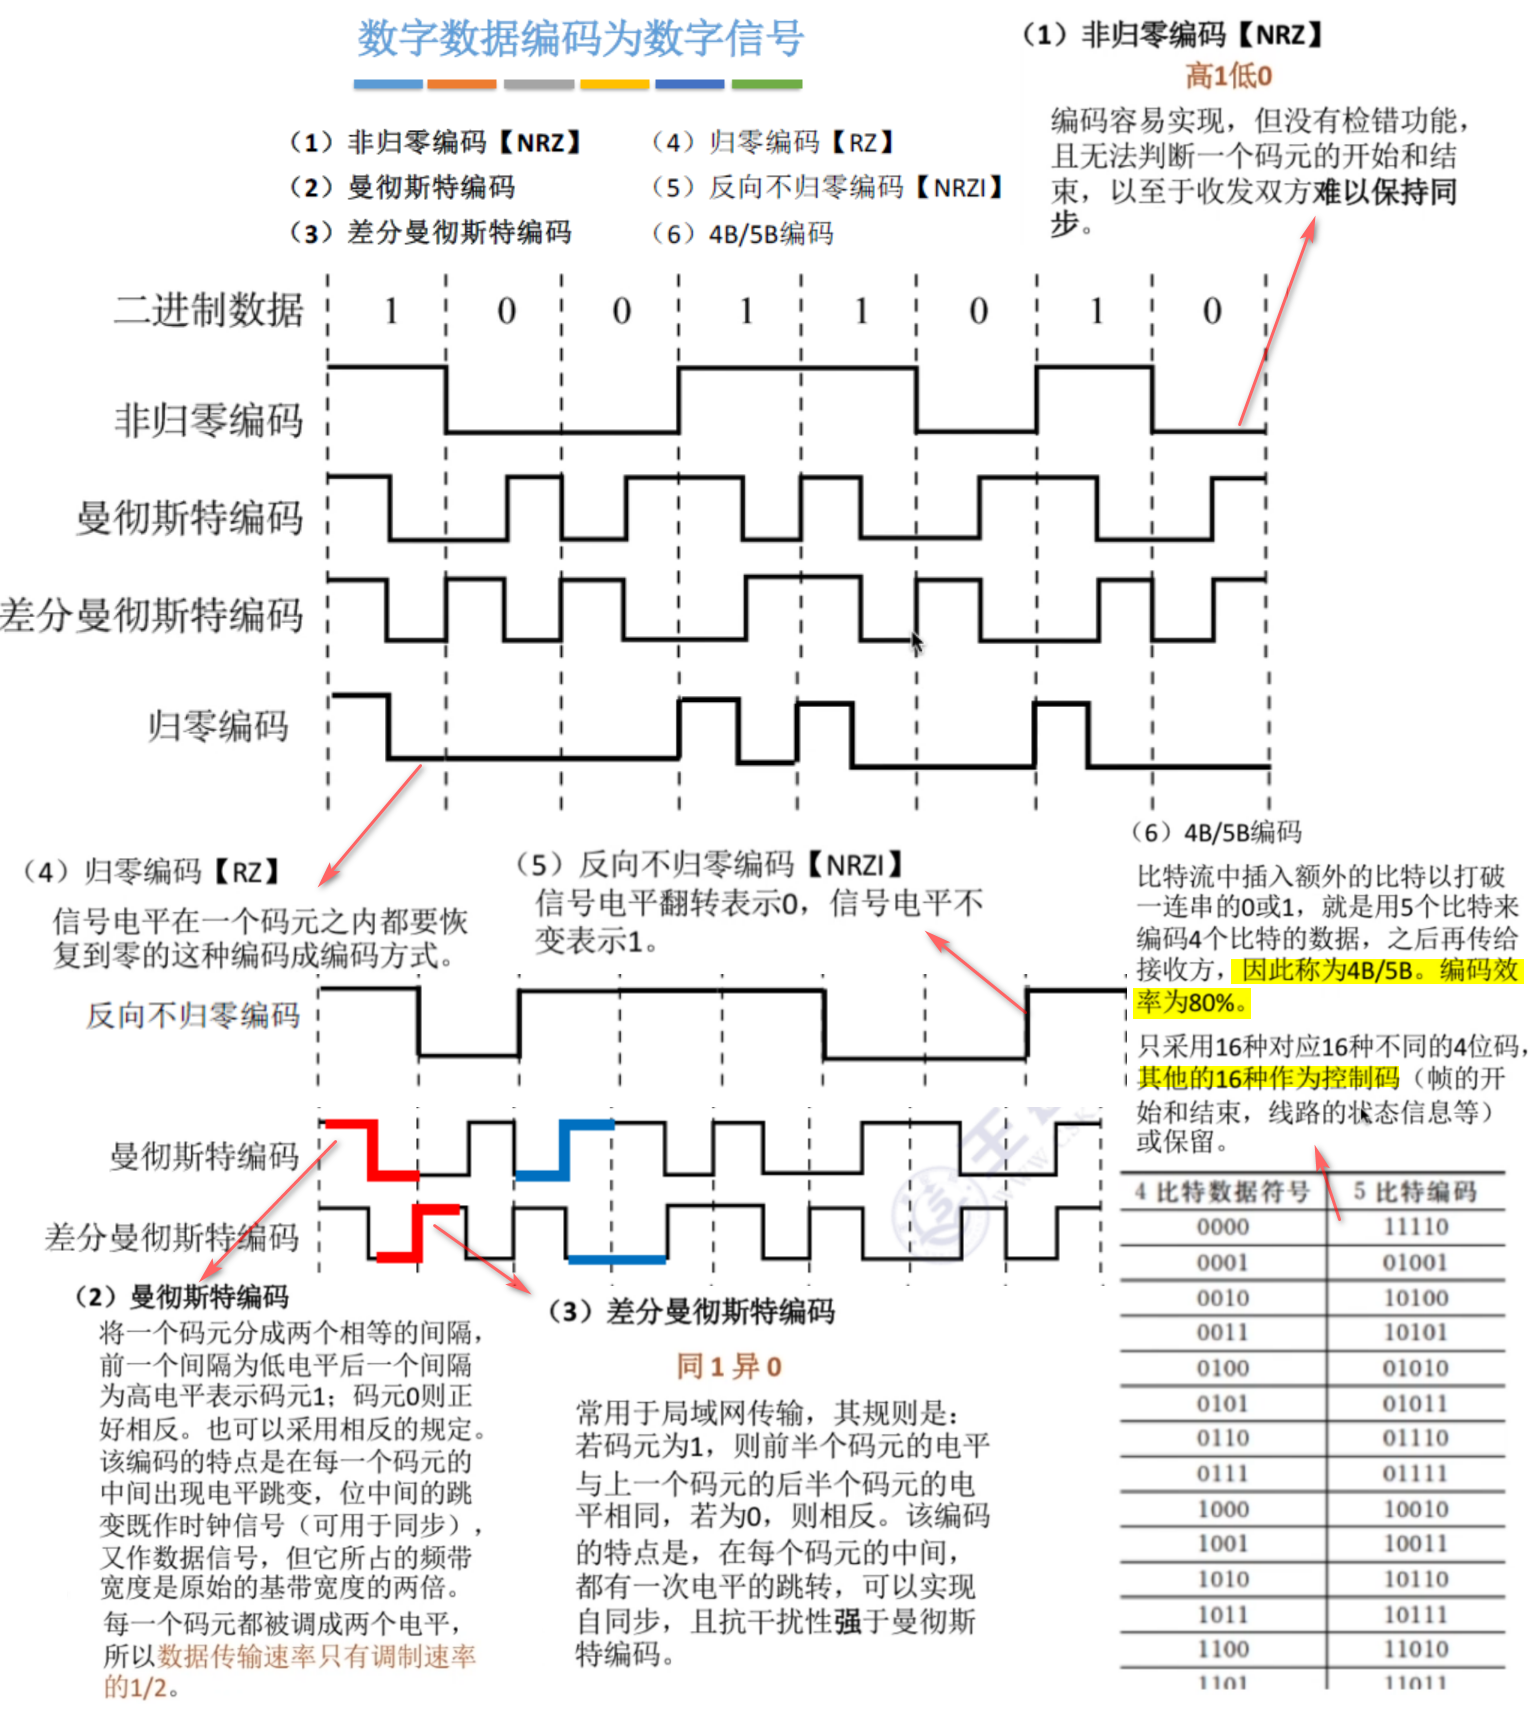 数字数据编码为数字信号
（1）非归零编码【NRZ】
（2）曼彻斯特编码
（3）差分曼彻斯特编码
（4）归零编码【RZ】
（5）反向不归零编码【NRZI】
（6）4B/5B编码
（1）非归零编码【NRZ】
高1低0
编码容易实现，但没有检错功能，
且无法判断一个码元的开始和结
束，以至于收发双方难以保持同
步。
二进制数据 1 0 0 1 1 0 1 0
非归零编码
曼彻斯特编码
差分曼彻斯特编码
归零编码
（4）归零编码【RZ】
信号电平在一个码元之内都要恢
复到零的这种编码成编码方式。
（5）反向不归零编码【NRZI】
信号电平翻转表示0，信号电平不
变表示1。
反向不归零编码
曼彻斯特编码
差分曼彻斯特编码
（2）曼彻斯特编码
将一个码元分成两个相等的间隔，
前一个间隔为低电平后一个间隔
为高电平表示码元1；码元0则正
好相反。也可以采用相反的规定。
该编码的特点是在每一个码元的
中间出现电平跳变，位中间的跳
变既作时钟信号（可用于同步），
又作数据信号，但它所占的频带
宽度是原始的基带宽度的两倍。
每一个码元都被调成两个电平，
所以数据传输速率只有调制速率
的1/2。
（3）差分曼彻斯特编码
同1异0
常用于局域网传输，其规则是：
若码元为1，则前半个码元的电平
与上一个码元的后半个码元的电
平相同，若为0，则相反。该编码
的特点是，在每个码元的中间，
都有一次电平的跳转，可以实现
自同步，且抗干扰性强于曼彻斯
特编码。
（6）4B/5B编码
比特流中插入额外的比特以打破
一连串的0或1，就是用5个比特来
编码4个比特的数据，之后再传给
接收方，因此称为4B/5B。编码效
率为80%。
只采用16种对应16种不同的4位码，
其他的16种作为控制码（帧的开
始和结束，线路的状态信息等）
或保留。
4比特数据符号 5比特编码
0000 11110
0001 01001
0010 10100
0011 10101
0100 01010
0101 01011
0110 01110
0111 01111
1000 10010
1001 10011
1010 10110
1011 10111
1100 11010
1101 11011